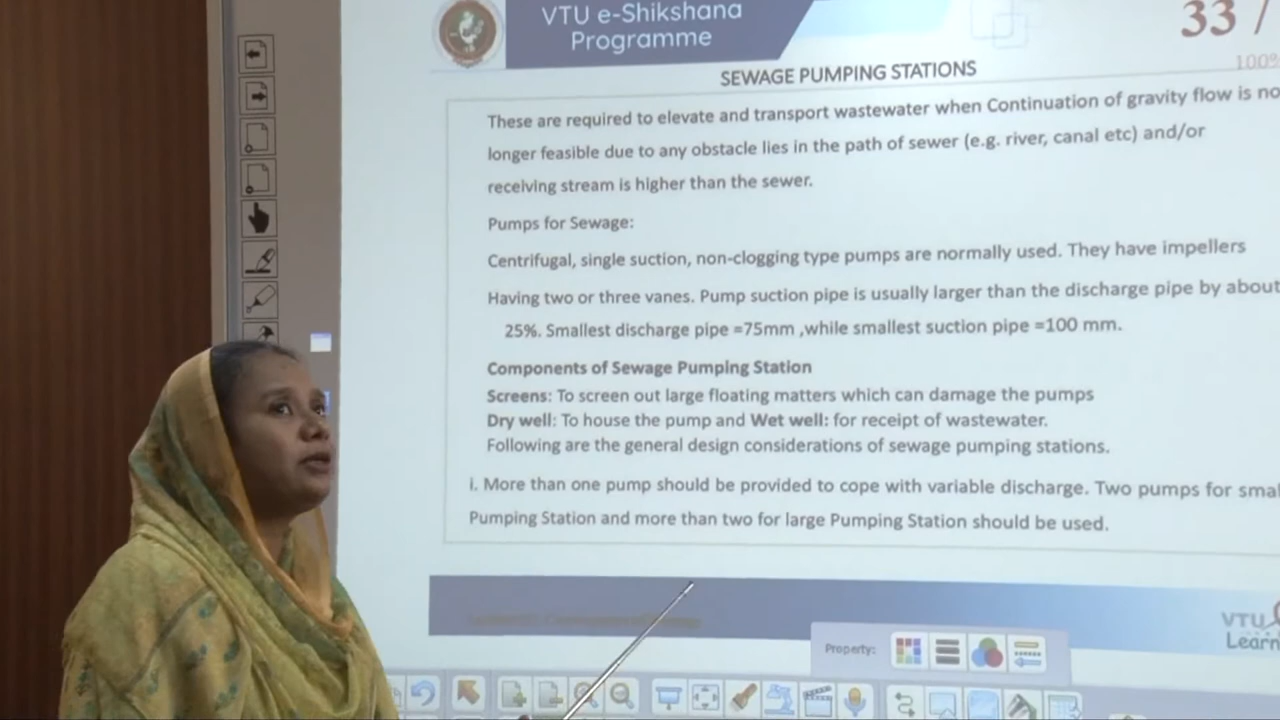 VTU e-Shikshana
Programme
33 /
100%
SEWAGE PUMPING STATIONS
These are required to elevate and transport wastewater when Continuation of gravity flow is no
longer feasible due to any obstacle lies in the path of sewer (e.g. river, canal etc) and/or
receiving stream is higher than the sewer.
Pumps for Sewage:
Centrifugal, single suction, non-clogging type pumps are normally used. They have impellers
Having two or three vanes. Pump suction pipe is usually larger than the discharge pipe by about
25%. Smallest discharge pipe =75mm ,while smallest suction pipe =100 mm.
Components of Sewage Pumping Station
Screens: To screen out large floating matters which can damage the pumps
Dry well: To house the pump and Wet well: for receipt of wastewater.
Following are the general design considerations of sewage pumping stations.
i. More than one pump should be provided to cope with variable discharge. Two pumps for smal
Pumping Station and more than two for large Pumping Station should be used.
VTU
Learn
Property: